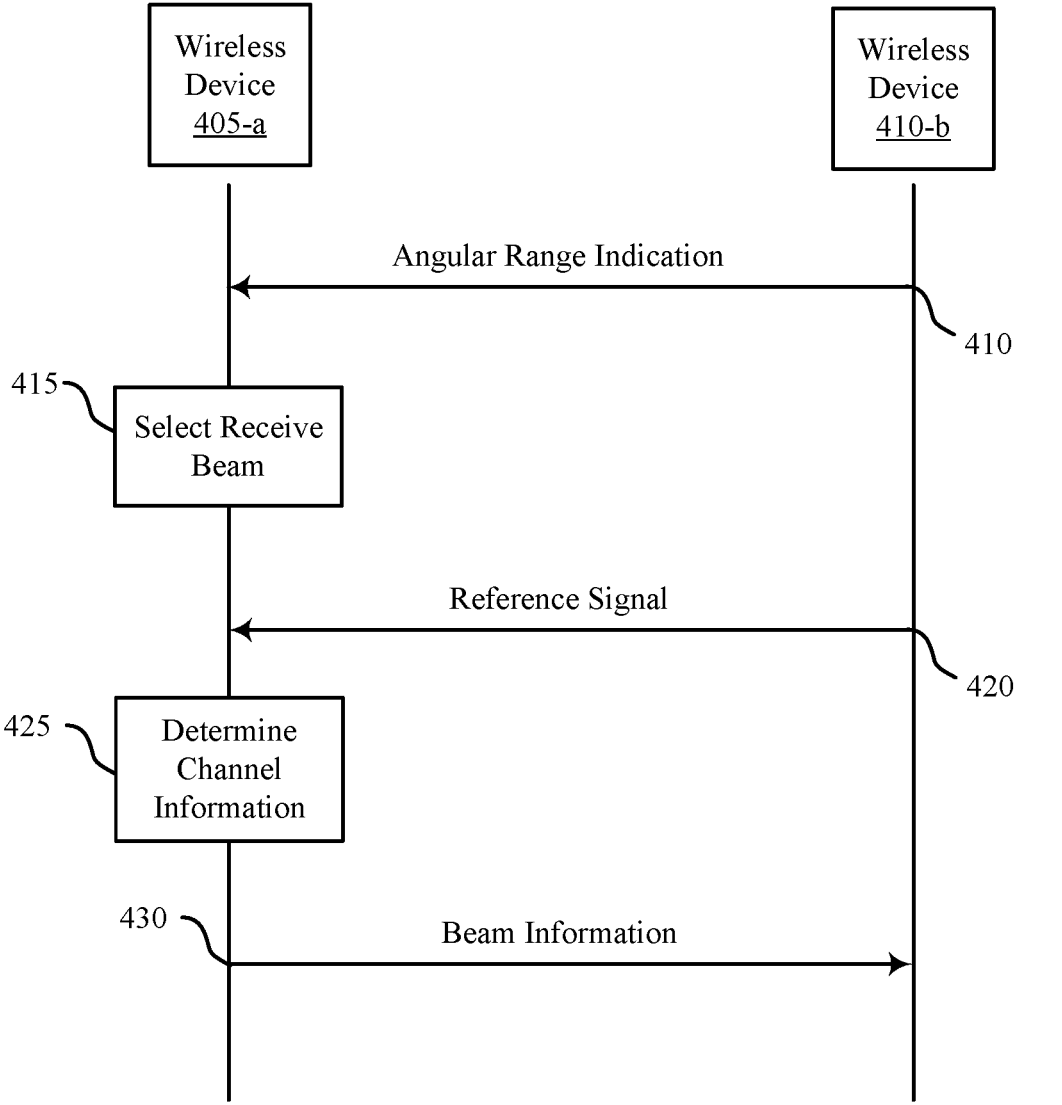 Wireless
Device
405-a
Wireless
Device
410-b
Angular Range Indication
410
415
Select Receive
Beam
Reference Signal
420
425
Determine
Channel
Information
430
Beam Information